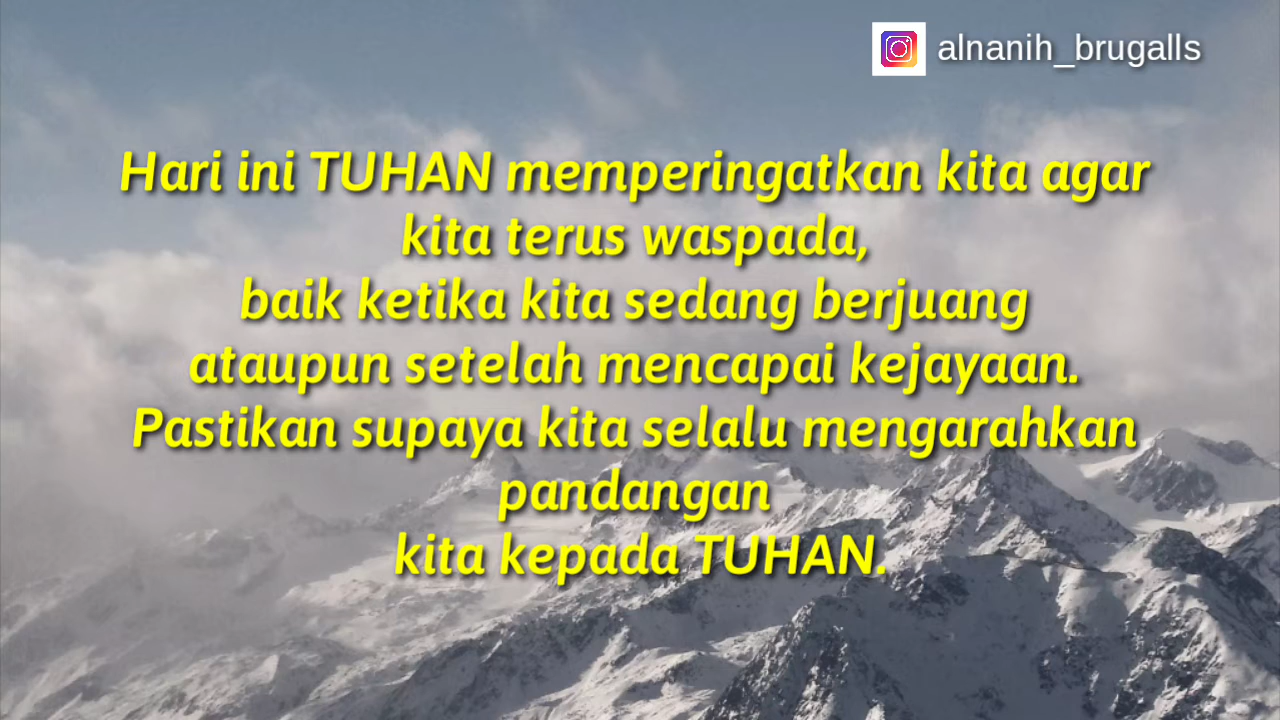 alnanih_brugalls
Hari ini TUHAN memperingatkan kita agar
kita terus waspada,
baik ketika kita sedang berjuang
ataupun setelah mencapai kejayaan.
Pastikan supaya kita selalu mengarahkan
pandangan
kita kepada TUHAN.